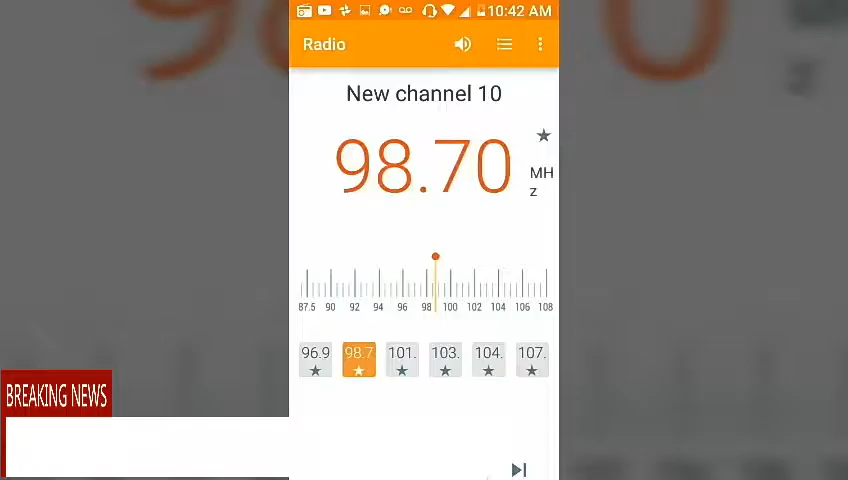 10:42 AM
Radio
New channel 10
98.70
MH
z
87.5 90 92 94 96 98 100 102 104 106 108
96.9 98.7 101. 103. 104. 107.
BREAKING NEWS